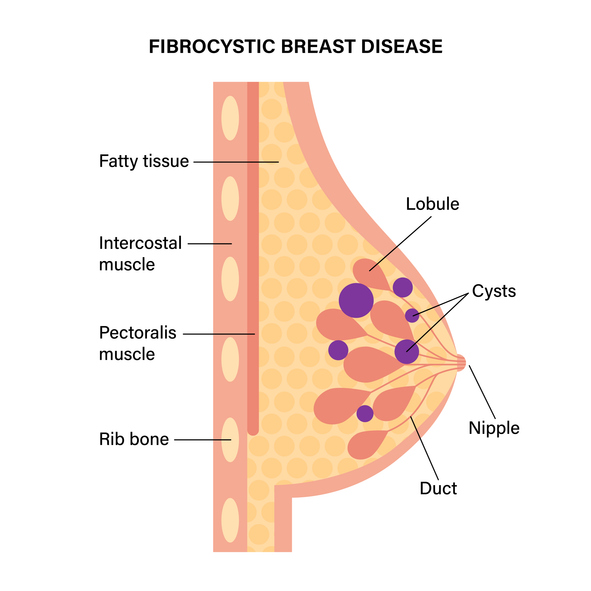 FIBROCYSTIC BREAST DISEASE
Fatty tissue
Lobule
Intercostal
muscle
Cysts
Pectoralis
muscle
Nipple
Rib bone
Duct